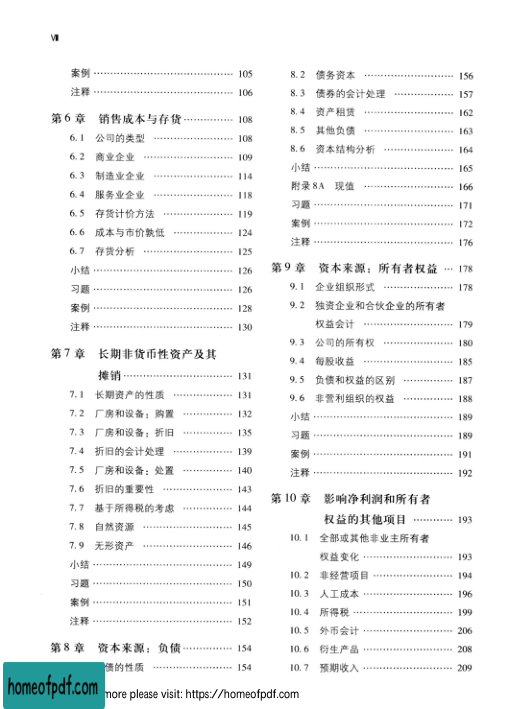 Ⅷ
案例 ………… 105
注释 ………… 106
第6章 销售成本与存货 ………… 108
6.1 公司的类型 ………… 108
6.2 商业企业 ………… 109
6.3 制造业企业 ………… 114
6.4 服务业企业 ………… 118
6.5 存货计价方法 ………… 119
6.6 成本与市价孰低 ………… 124
6.7 存货分析 ………… 125
小结 ………… 126
习题 ………… 126
案例 ………… 128
注释 ………… 130
第7章 长期非货币性资产及其
摊销 ………… 131
7.1 长期资产的性质 ………… 131
7.2 厂房和设备：购置 ………… 132
7.3 厂房和设备：折旧 ………… 135
7.4 折旧的会计处理 ………… 139
7.5 厂房和设备：处置 ………… 140
7.6 折旧的重要性 ………… 143
7.7 基于所得税的考虑 ………… 144
7.8 自然资源 ………… 145
7.9 无形资产 ………… 146
小结 ………… 149
习题 ………… 150
案例 ………… 151
注释 ………… 152
第8章 资本来源：负债 ………… 154
债的性质 ………… 154
8.2 债务资本 ………… 156
8.3 债券的会计处理 ………… 157
8.4 资产租赁 ………… 162
8.5 其他负债 ………… 163
8.6 资本结构分析 ………… 164
小结 ………… 165
附录8A 现值 ………… 166
习题 ………… 171
案例 ………… 172
注释 ………… 176
第9章 资本来源：所有者权益 … 178
9.1 企业组织形式 ………… 178
9.2 独资企业和合伙企业的所有者
权益会计 ………… 179
9.3 公司的所有权 ………… 180
9.4 每股收益 ………… 185
9.5 负债和权益的区别 ………… 187
9.6 非营利组织的权益 ………… 188
小结 ………… 189
习题 ………… 189
案例 ………… 191
注释 ………… 192
第10章 影响净利润和所有者
权益的其他项目 ………… 193
10.1 全部或其他非业主所有者
权益变化 ………… 193
10.2 非经营项目 ………… 194
10.3 人工成本 ………… 196
10.4 所得税 ………… 199
10.5 外币会计 ………… 206
10.6 衍生产品 ………… 208
10.7 预期收入 ………… 209
homeofpdf.com
more please visit: https://homeofpdf.com